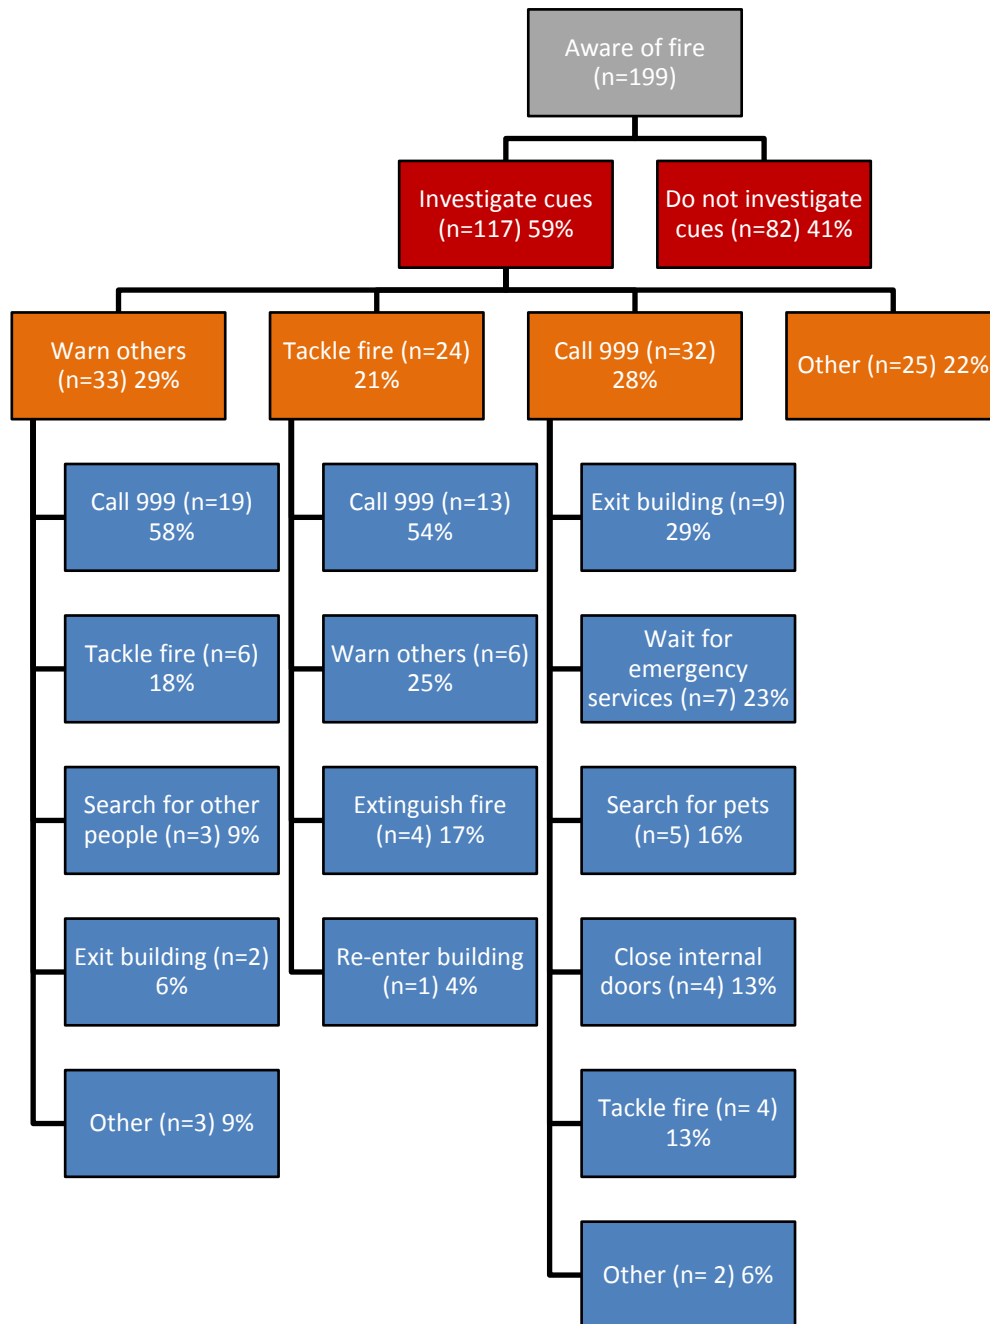 Aware of fire
(n=199)
Investigate cues
(n=117) 59%
Do not investigate
cues (n=82) 41%
Warn others
(n=33) 29%
Tackle fire (n=24)
21%
Call 999 (n=32)
28%
Other (n=25) 22%
Call 999 (n=19)
58%
Tackle fire (n=6)
18%
Search for other
people (n=3) 9%
Exit building (n=2)
6%
Other (n=3) 9%
Call 999 (n=13)
54%
Warn others (n=6)
25%
Extinguish fire
(n=4) 17%
Re-enter building
(n=1) 4%
Exit building (n=9)
29%
Wait for
emergency
services (n=7) 23%
Search for pets
(n=5) 16%
Close internal
doors (n=4) 13%
Tackle fire (n= 4)
13%
Other (n= 2) 6%